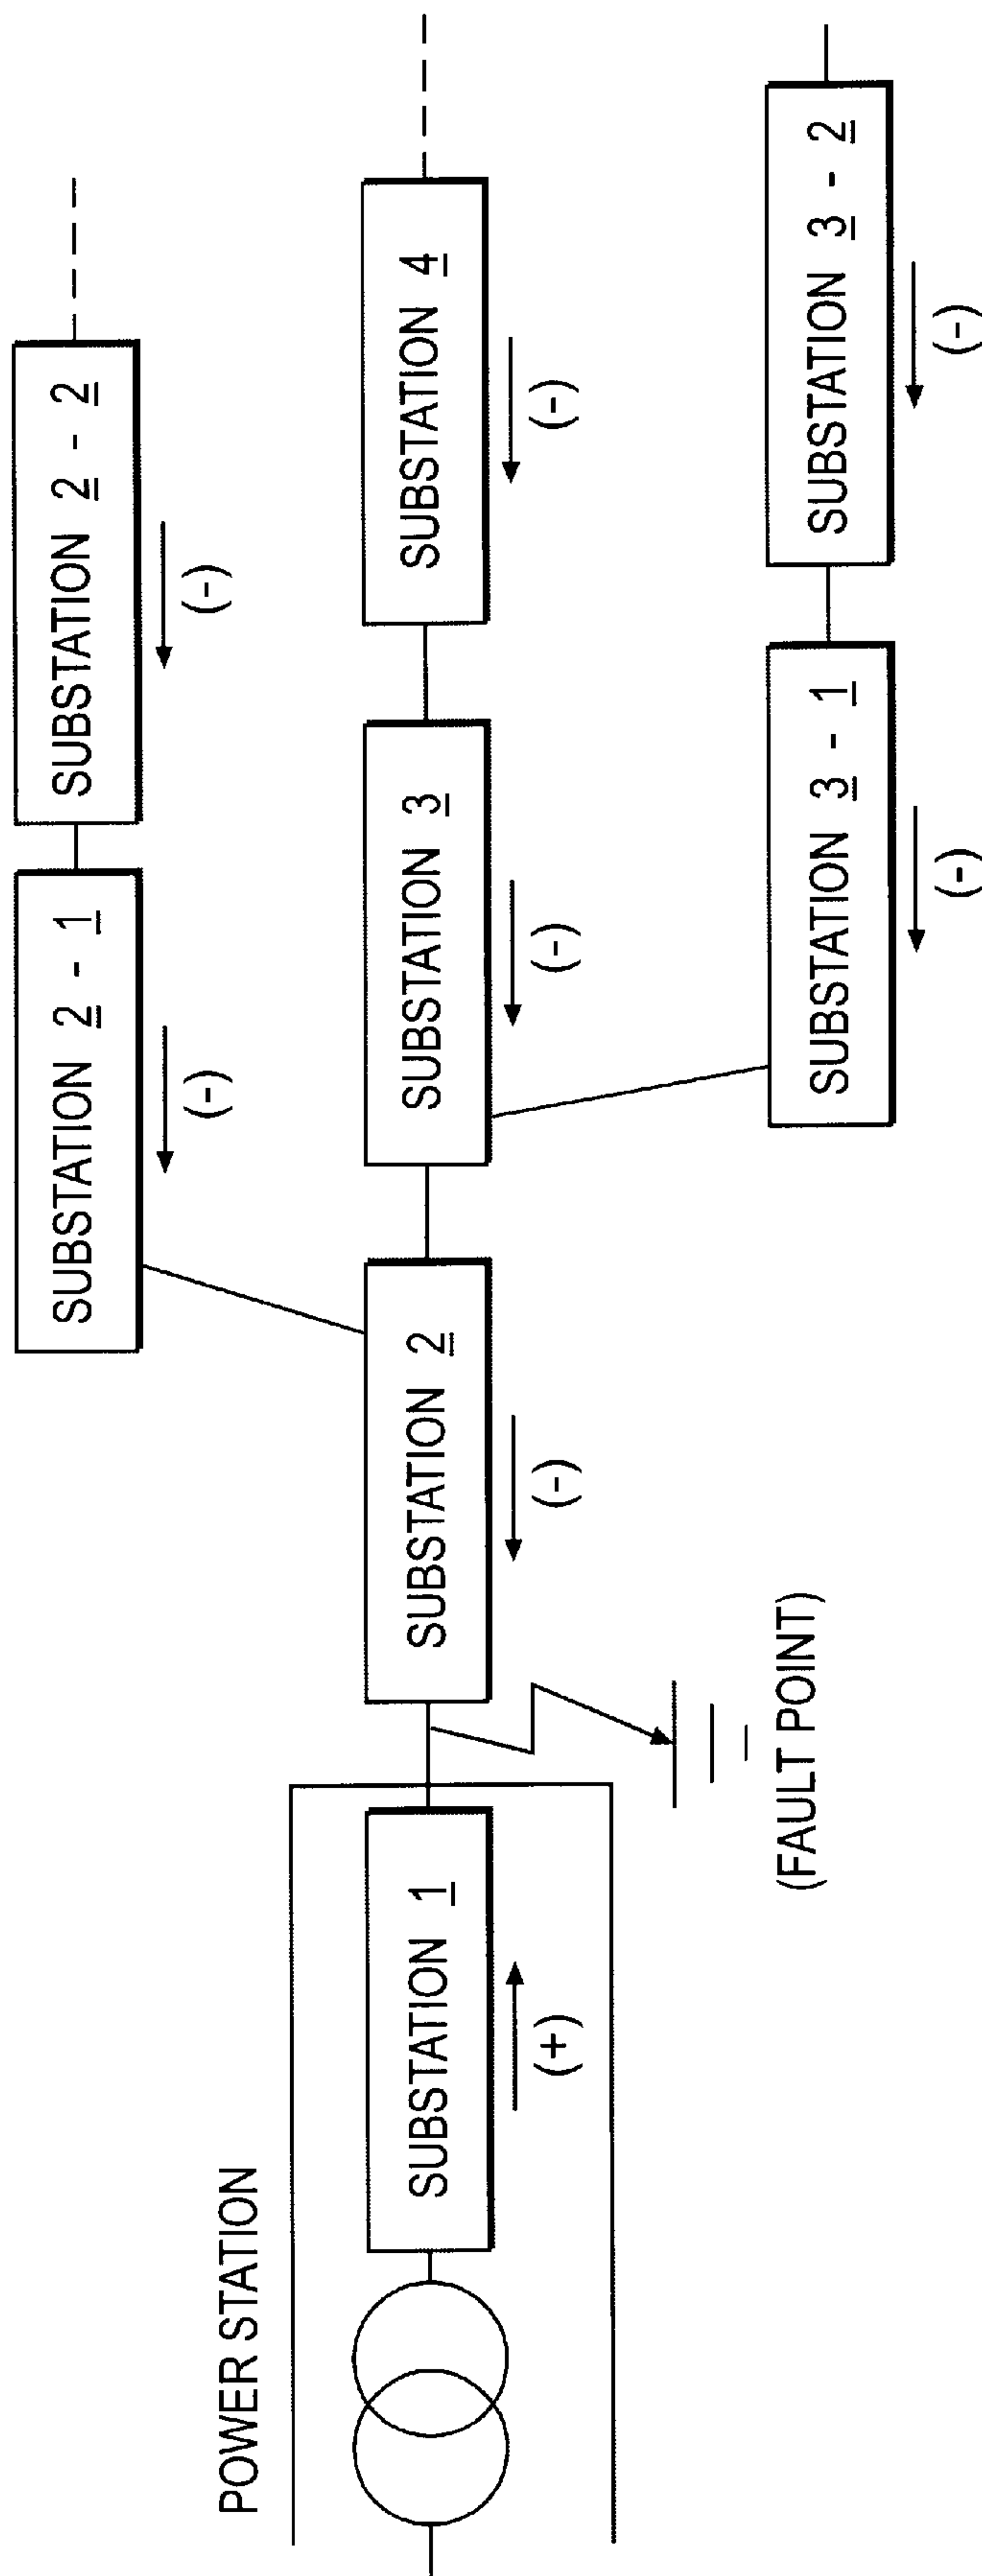 SUBSTATION 2 - 1
(-)
SUBSTATION 2 - 2
(-)
POWER STATION
SUBSTATION 1
(+)
SUBSTATION 2
(-)
SUBSTATION 3
(-)
SUBSTATION 4
(-)
(FAULT POINT)
SUBSTATION 3 - 1
(-)
SUBSTATION 3 - 2
(-)